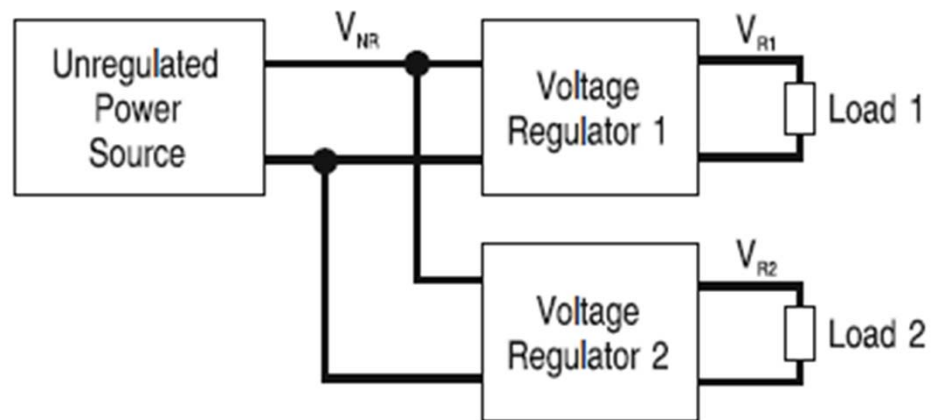 Unregulated
Power
Source
V_NR
Voltage
Regulator 1
V_R1
Load 1
Voltage
Regulator 2
V_R2
Load 2